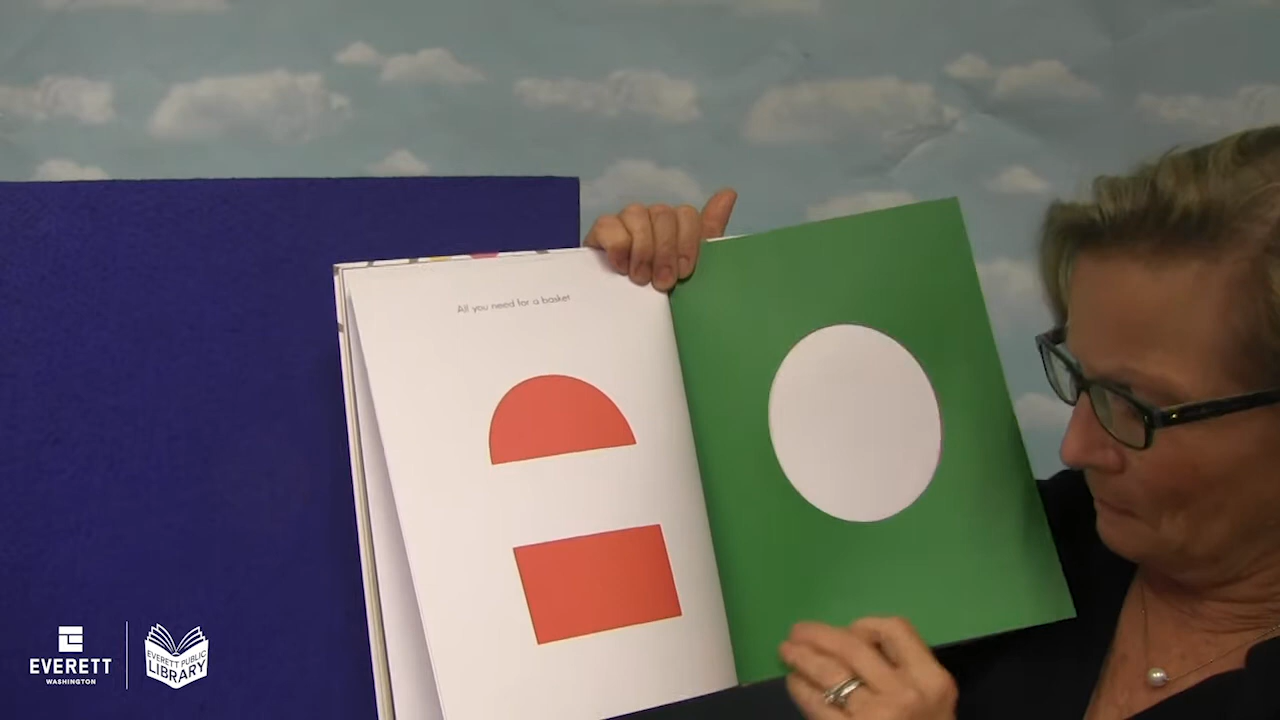 All you need for a basket
EVERETT
WASHINGTON
EVERETT PUBLIC
LIBRARY